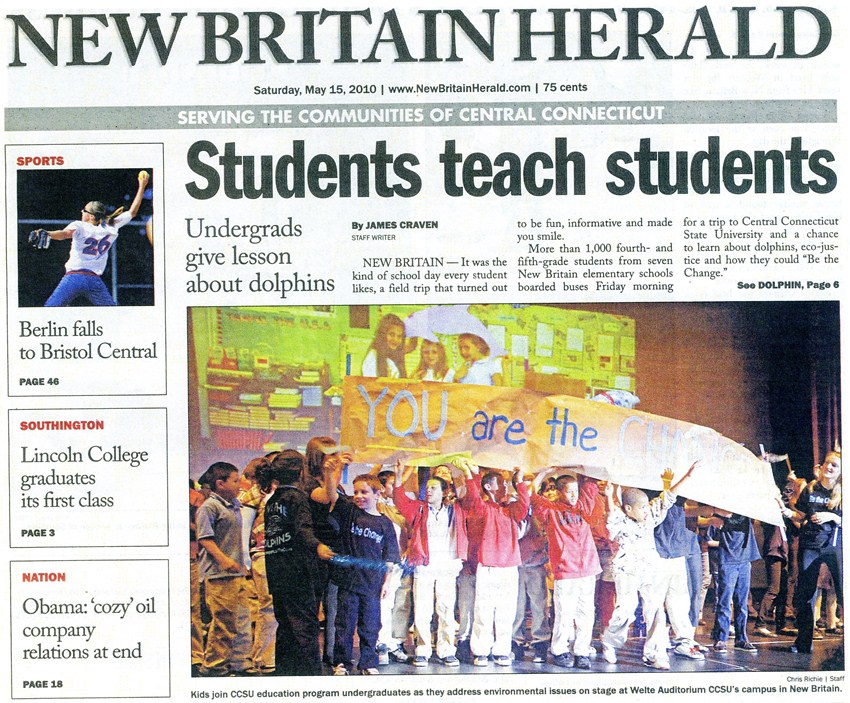 NEW BRITAIN HERALD
Saturday, May 15, 2010 | www.NewBritainHerald.com | 75 cents
SERVING THE COMMUNITIES OF CENTRAL CONNECTICUT
SPORTS
26
Berlin falls
to Bristol Central
PAGE 46
SOUTHINGTON
Lincoln College
graduates
its first class
PAGE 3
NATION
Obama: 'cozy' oil
company
relations at end
PAGE 18
Students teach students
Undergrads
give lesson
about dolphins
By JAMES CRAVEN
STAFF WRITER
NEW BRITAIN — It was the
kind of school day every student
likes, a field trip that turned out
to be fun, informative and made
you smile.
More than 1,000 fourth- and
fifth-grade students from seven
New Britain elementary schools
boarded buses Friday morning
for a trip to Central Connecticut
State University and a chance
to learn about dolphins, eco-jus-
tice and how they could "Be the
Change."
See DOLPHIN, Page 6
YOU are the
Chris Richie | Staff
Kids join CCSU education program undergraduates as they address environmental issues on stage at Welte Auditorium CCSU's campus in New Britain.